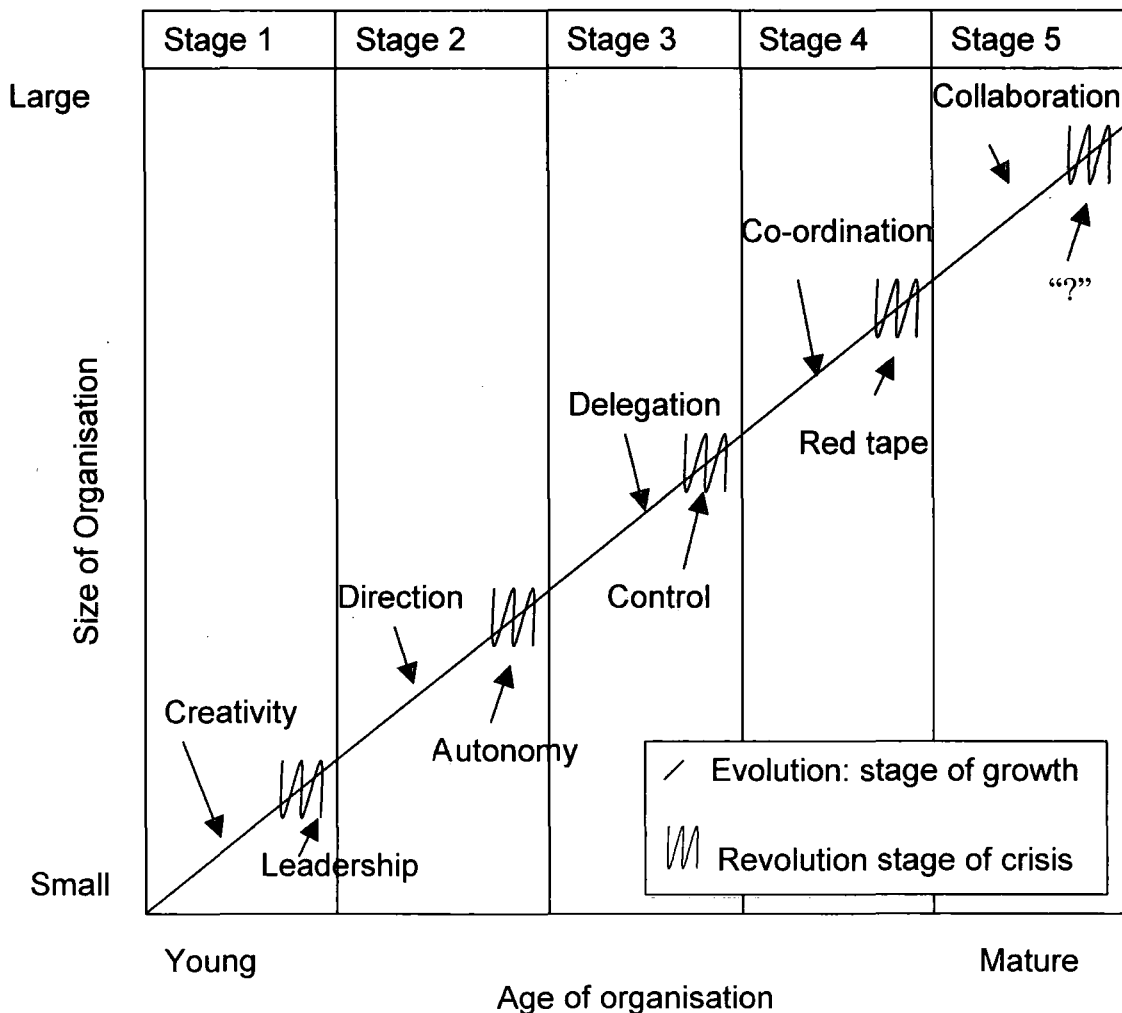 Stage 1
Stage 2
Stage 3
Stage 4
Stage 5
Large
Collaboration
Co-ordination
“?”
Delegation
Red tape
Size of Organisation
Direction
Control
Creativity
Autonomy
Evolution: stage of growth
Leadership
Revolution stage of crisis
Small
Young
Mature
Age of organisation